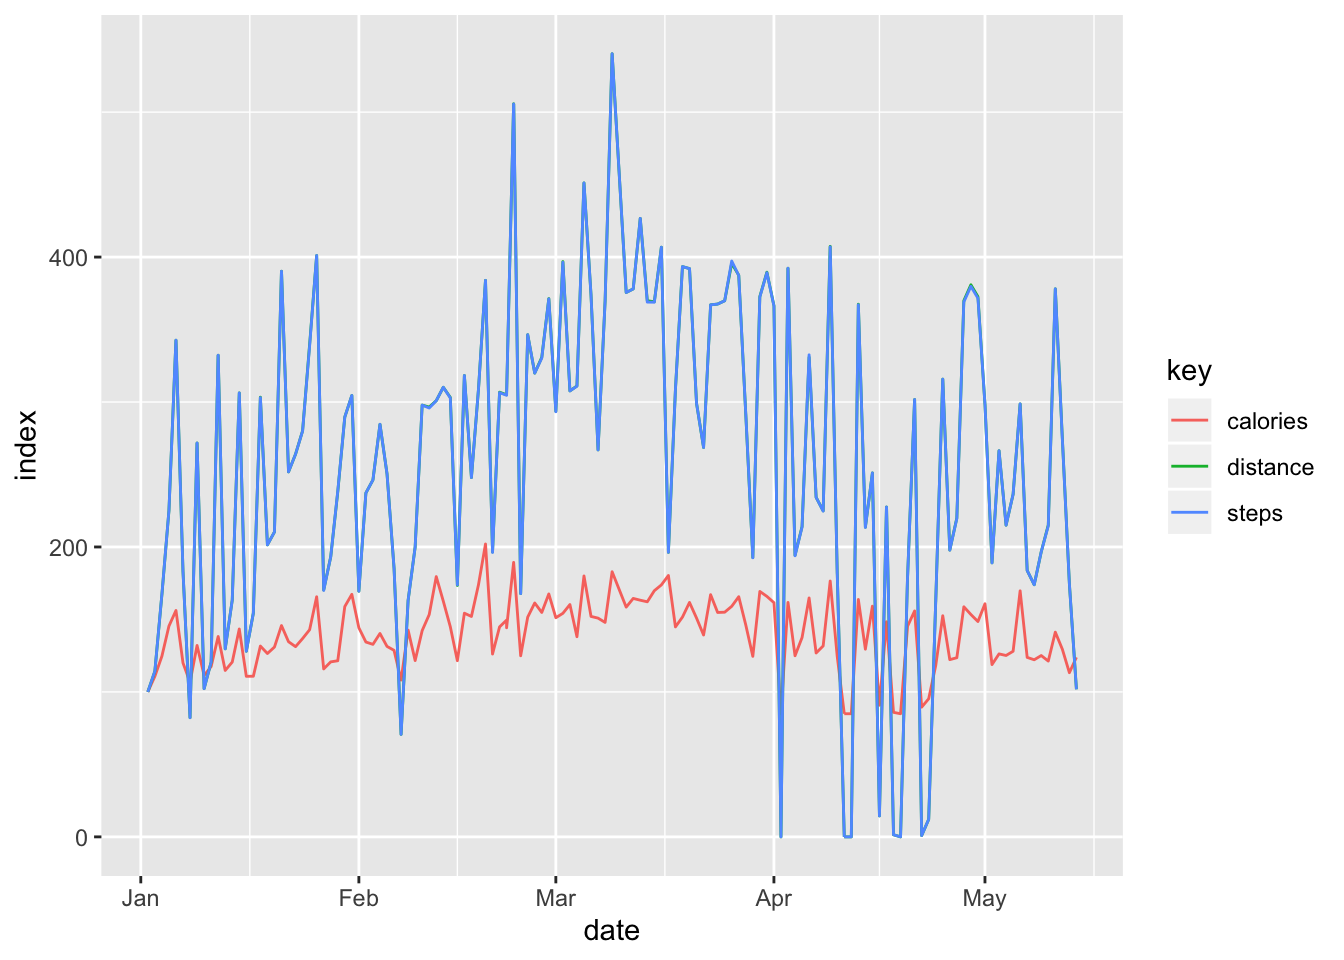 400
200
0
index
Jan Feb Mar Apr May
date
key
calories
distance
steps